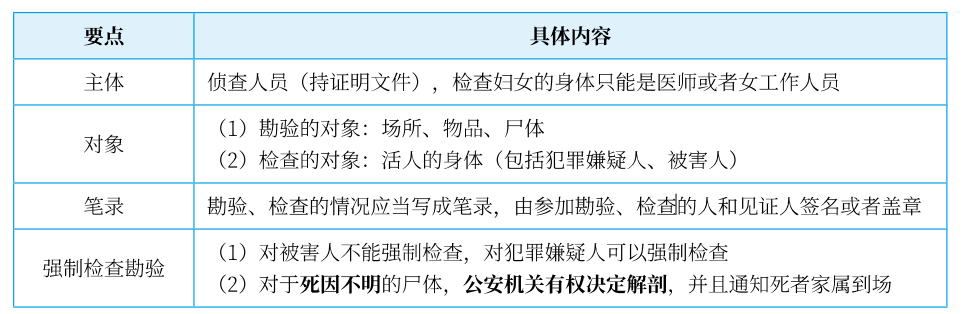 要点 具体内容
主体 侦查人员（持证明文件），检查妇女的身体只能是医师或者女工作人员
对象
（1）勘验的对象：场所、物品、尸体
（2）检查的对象：活人的身体（包括犯罪嫌疑人、被害人）
笔录 勘验、检查的情况应当写成笔录，由参加勘验、检查的人和见证人签名或者盖章
强制检查勘验
（1）对被害人不能强制检查，对犯罪嫌疑人可以强制检查
（2）对于死因不明的尸体，公安机关有权决定解剖，并且通知死者家属到场